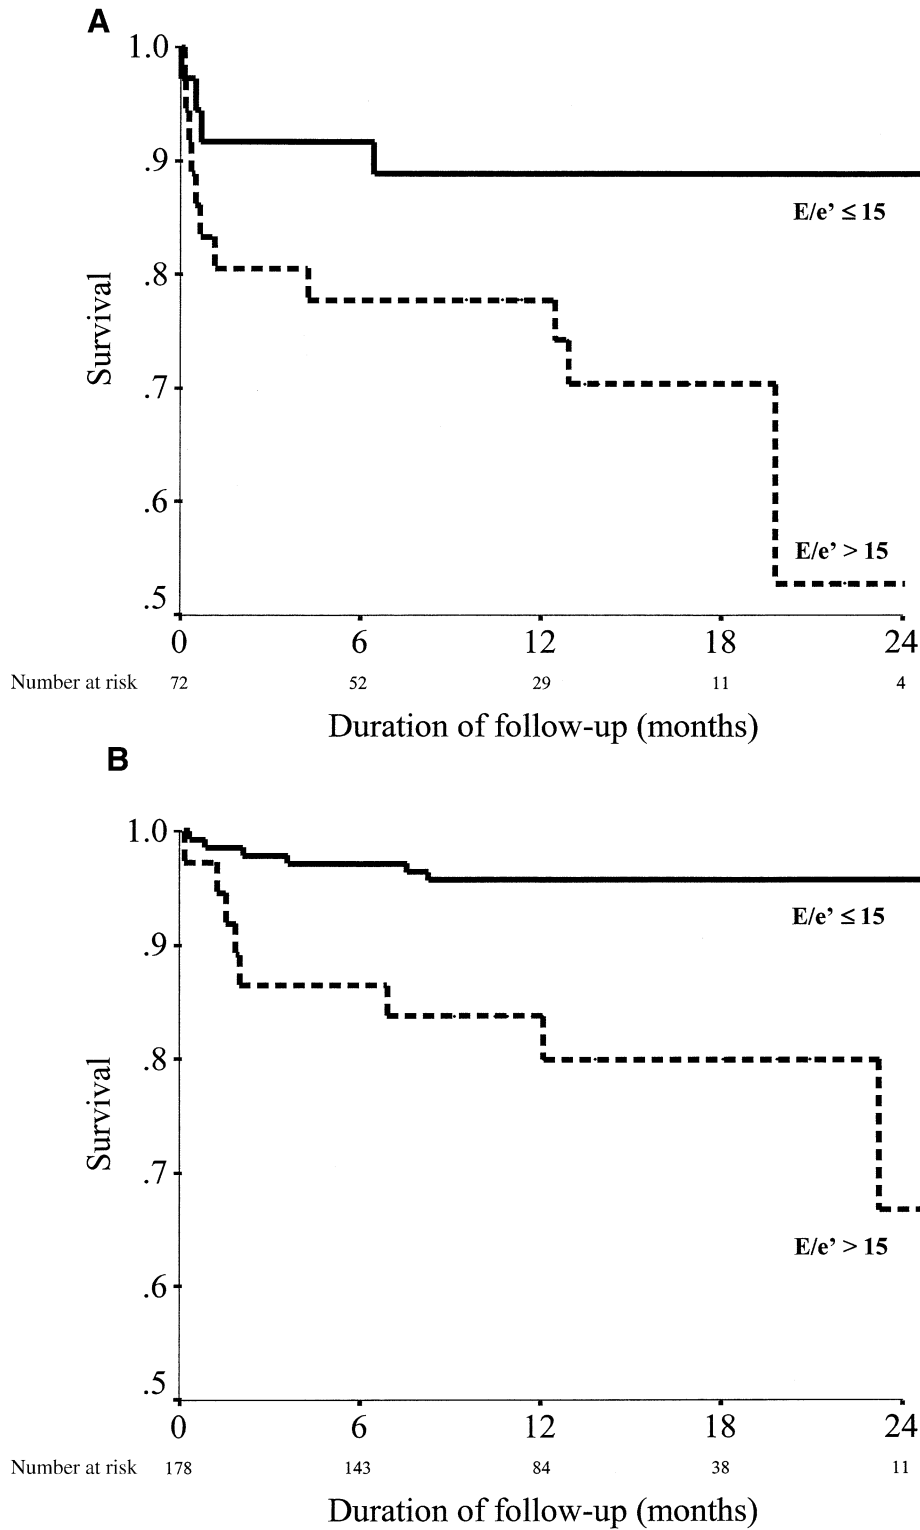 A
1.0
.9
E/e’ ≤ 15
.8
Survival
.7
.6
E/e’ > 15
.5
0 6 12 18 24
Number at risk 72 52 29 11 4
Duration of follow-up (months)
B
1.0
E/e’ ≤ 15
.9
.8
Survival
.7
E/e’ > 15
.6
.5
0 6 12 18 24
Number at risk 178 143 84 38 11
Duration of follow-up (months)